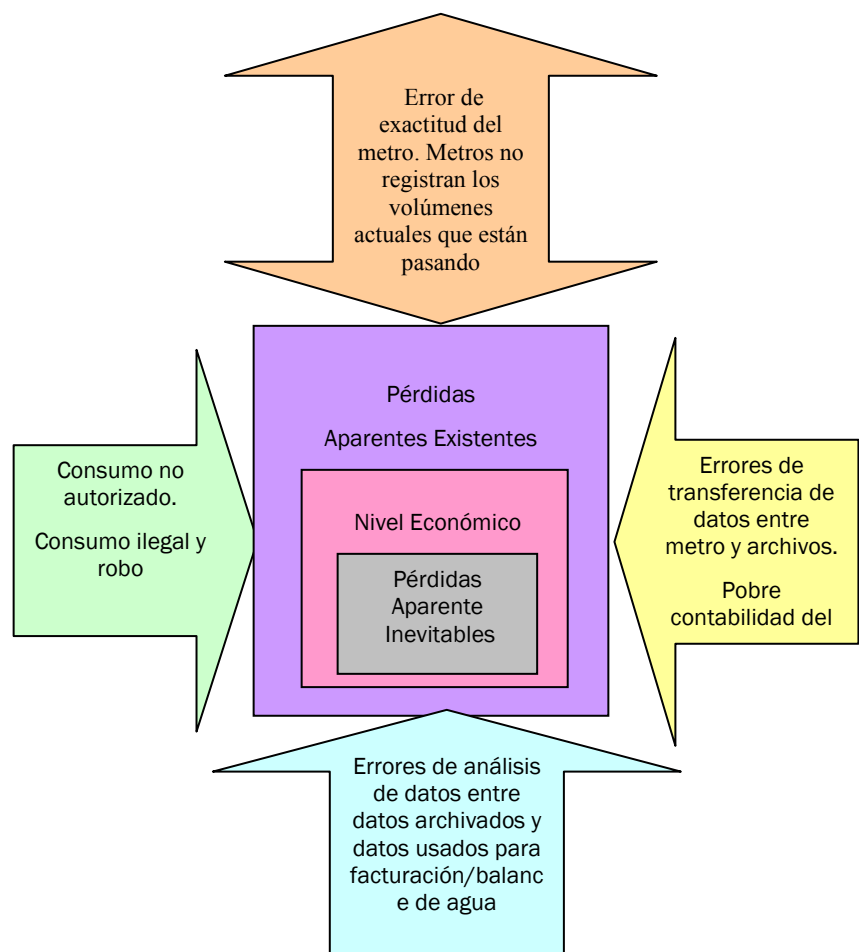 Error de
exactitud del
metro. Metros no
registran los
volúmenes
actuales que están
pasando
Pérdidas
Aparentes Existentes
Consumo no
autorizado.
Consumo ilegal y
robo
Nivel Económico
Pérdidas
Aparente
Inevitables
Errores de
transferencia de
datos entre
metro y archivos.
Pobre
contabilidad del
Errores de análisis
de datos entre
datos archivados y
datos usados para
facturación/balanc
e de agua